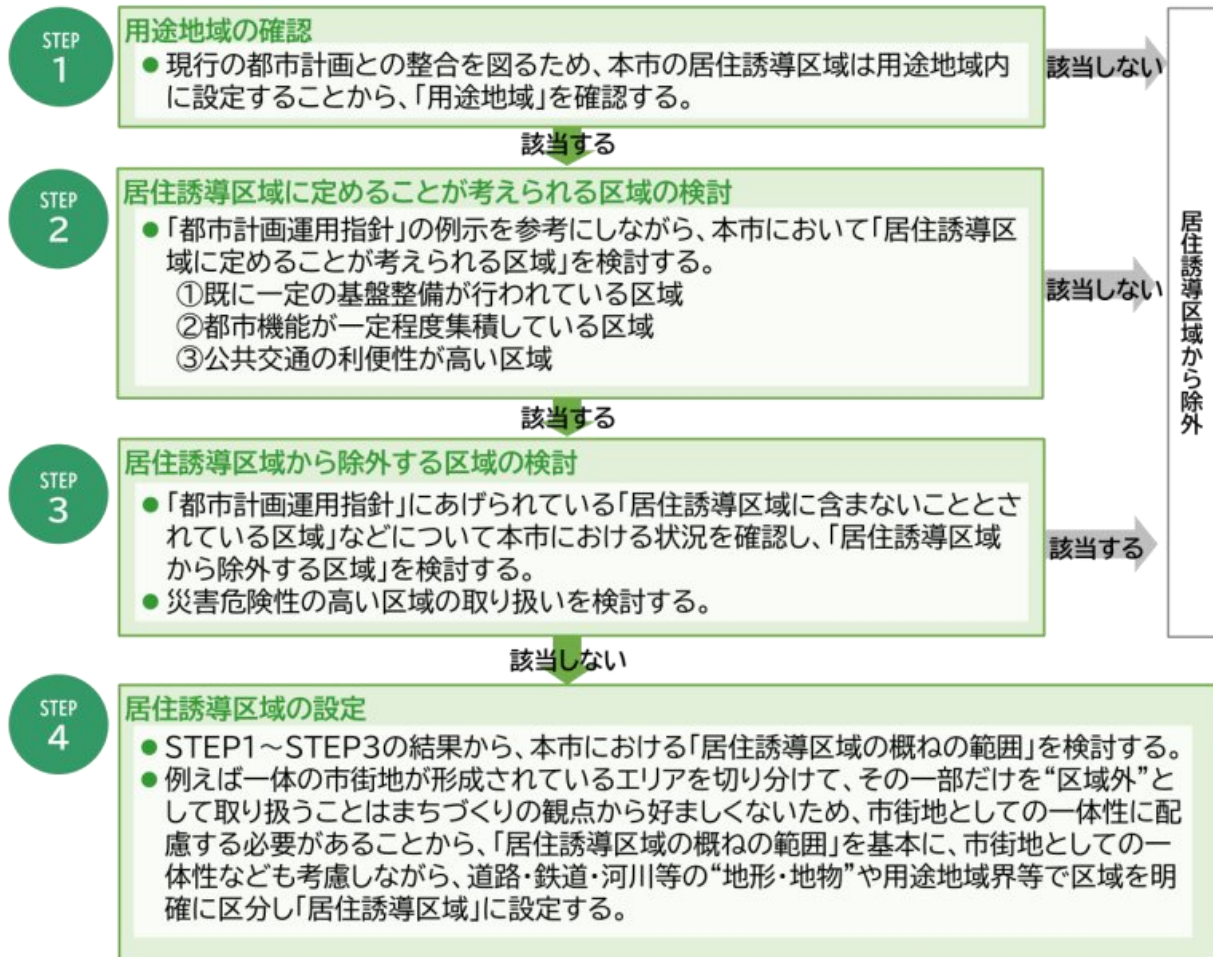 STEP
1
用途地域の確認
●現行の都市計画との整合を図るため、本市の居住誘導区域は用途地域内
に設定することから、「用途地域」を確認する。
該当しない
該当する
STEP
2
居住誘導区域に定めることが考えられる区域の検討
●「都市計画運用指針」の例示を参考にしながら、本市において「居住誘導区
域に定めることが考えられる区域」を検討する。
①既に一定の基盤整備が行われている区域
②都市機能が一定程度集積している区域
③公共交通の利便性が高い区域
該当しない
該当する
STEP
3
居住誘導区域から除外する区域の検討
●「都市計画運用指針」にあげられている「居住誘導区域に含まないこととさ
れている区域」などについて本市における状況を確認し、「居住誘導区域
から除外する区域」を検討する。
●災害危険性の高い区域の取り扱いを検討する。
該当する
該当しない
居住誘導区域から除外
STEP
4
居住誘導区域の設定
●STEP1～STEP3の結果から、本市における「居住誘導区域の概ねの範囲」を検討する。
●例えば一体の市街地が形成されているエリアを切り分けて、その一部だけを“区域外”と
して取り扱うことはまちづくりの観点から好ましくないため、市街地としての一体性に配
慮する必要があることから、「居住誘導区域の概ねの範囲」を基本に、市街地としての一
体性なども考慮しながら、道路・鉄道・河川等の“地形・地物”や用途地域界等で区域を明
確に区分し「居住誘導区域」に設定する。